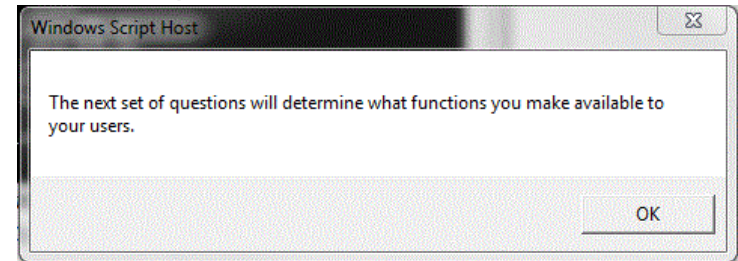 Windows Script Host
The next set of questions will determine what functions you make available to
your users.
OK